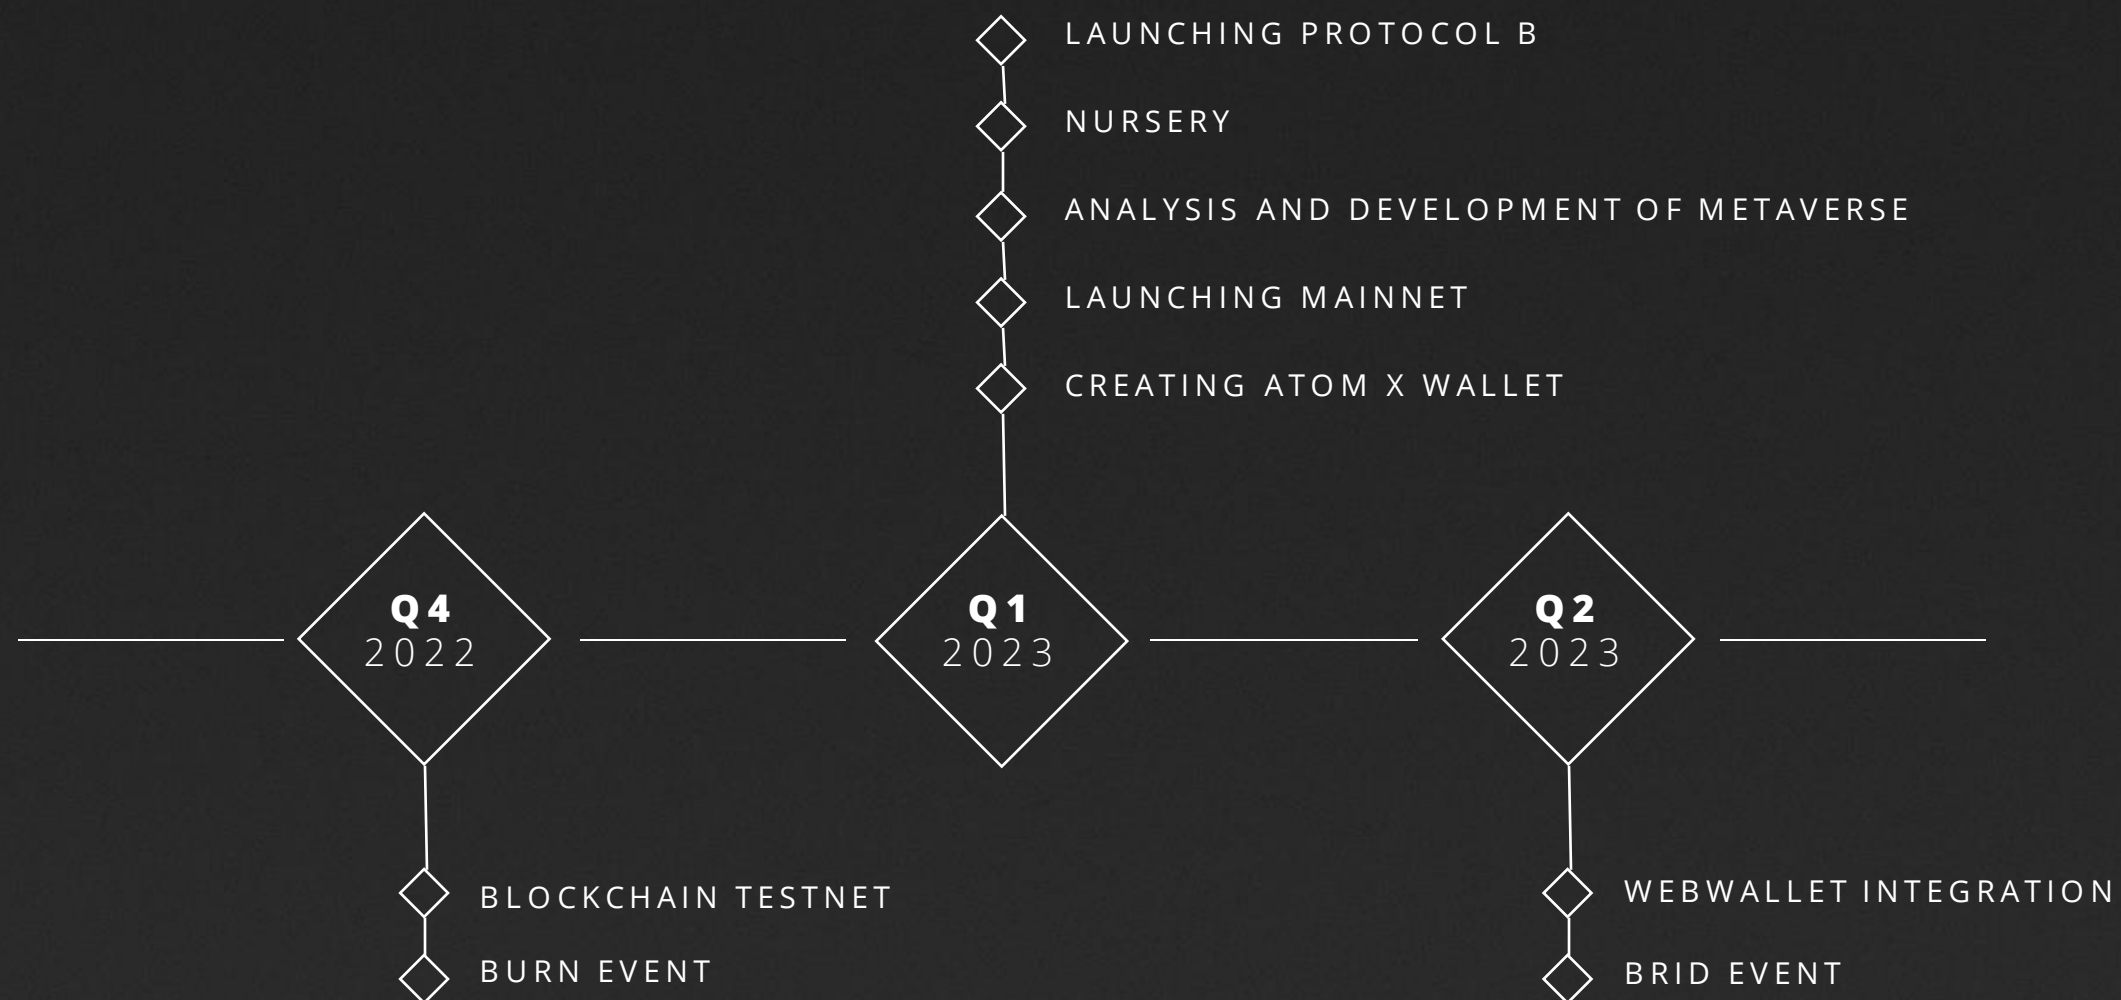 LAUNCHING PROTOCOL B
NURSERY
ANALYSIS AND DEVELOPMENT OF METAVERSE
LAUNCHING MAINNET
CREATING ATOM X WALLET
Q4
2022
Q1
2023
Q2
2023
BLOCKCHAIN TESTNET
BURN EVENT
WEBWALLET INTEGRATION
BRID EVENT